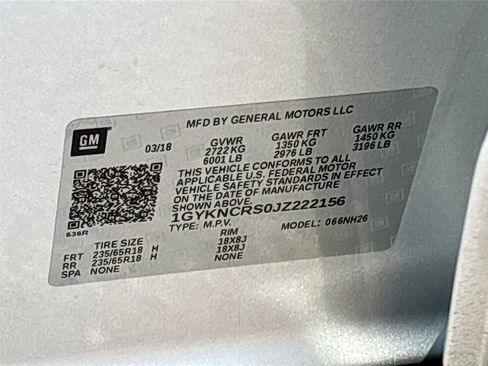 MFD BY GENERAL MOTORS LLC
GM
03/18
GVWR GAWR FRT GAWR RR
2722 KG 1350 KG 1450 KG
6001 LB 2976 LB 3196 LB
THIS VEHICLE CONFORMS TO ALL
APPLICABLE U.S. FEDERAL MOTOR
VEHICLE SAFETY STANDARDS IN EFFECT
ON THE DATE OF MANUFACTURE
SHOWN ABOVE.
1GYKNCRS0JZ222156
TYPE: M.P.V. MODEL: 066NH26
636R
TIRE SIZE RIM
FRT 235/65R18 H 18X8J
RR 235/65R18 H 18X8J
SPA NONE NONE